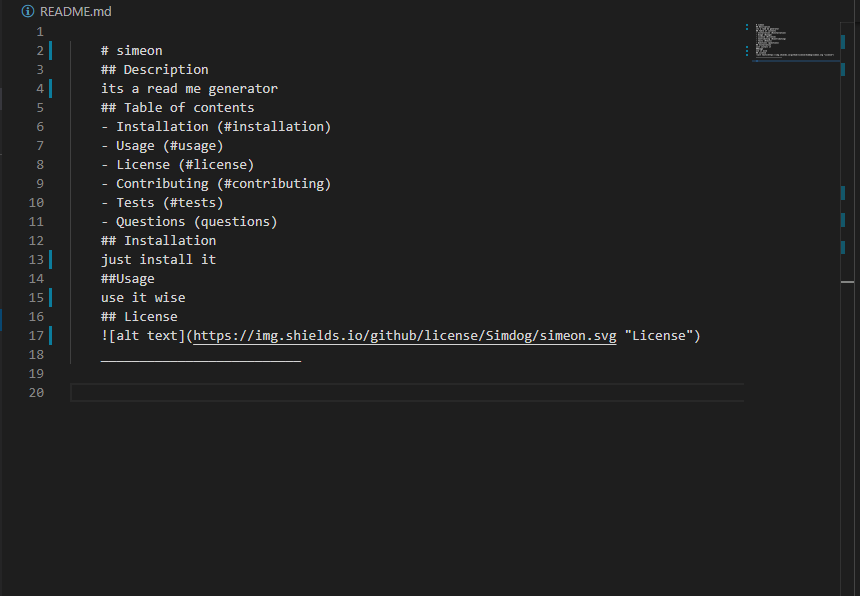 README.md
1
2 # simeon
3 ## Description
4 its a read me generator
5 ## Table of contents
6 - Installation (#installation)
7 - Usage (#usage)
8 - License (#license)
9 - Contributing (#contributing)
10 - Tests (#tests)
11 - Questions (questions)
12 ## Installation
13 just install it
14 ##Usage
15 use it wise
16 ## License
17 ![alt text](https://img.shields.io/github/license/Simdog/simeon.svg "License")
18 __________________________
19
20